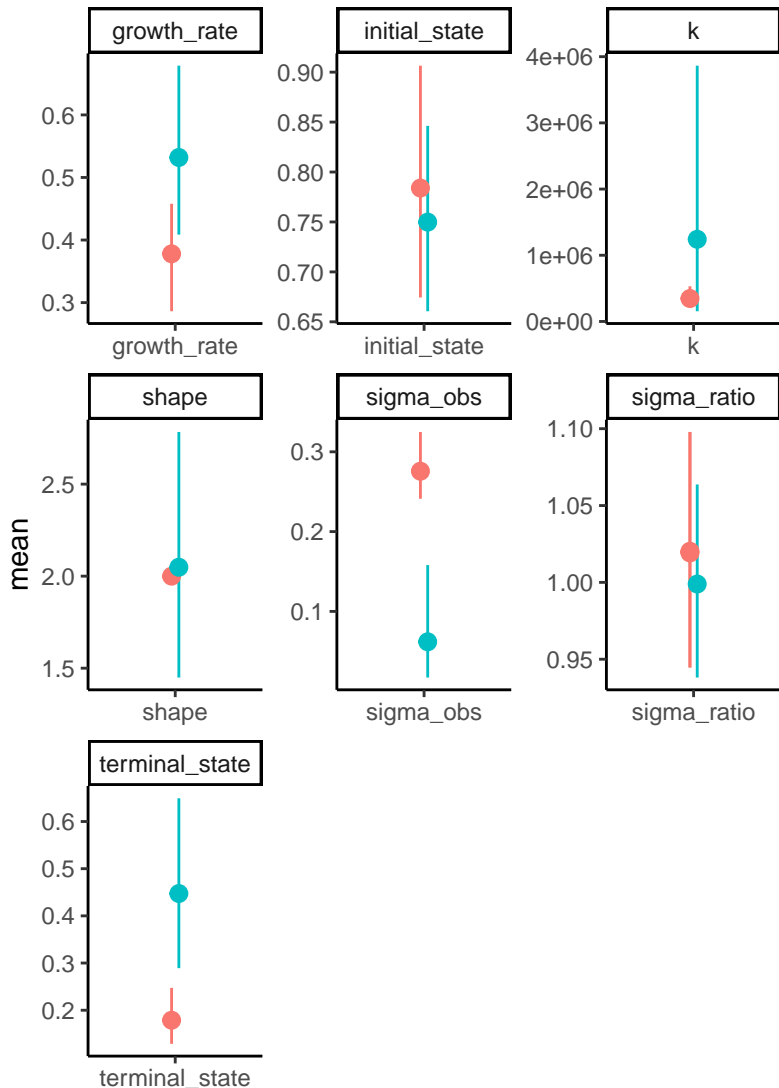 growth_rate
initial_state
k
0.6
0.5
0.4
0.3
growth_rate
0.90
0.85
0.80
0.75
0.70
0.65
initial_state
4e+06
3e+06
2e+06
1e+06
0e+00
k
shape
sigma_obs
sigma_ratio
mean
2.5
2.0
1.5
shape
0.3
0.2
0.1
sigma_obs
1.10
1.05
1.00
0.95
sigma_ratio
terminal_state
0.6
0.5
0.4
0.3
0.2
terminal_state